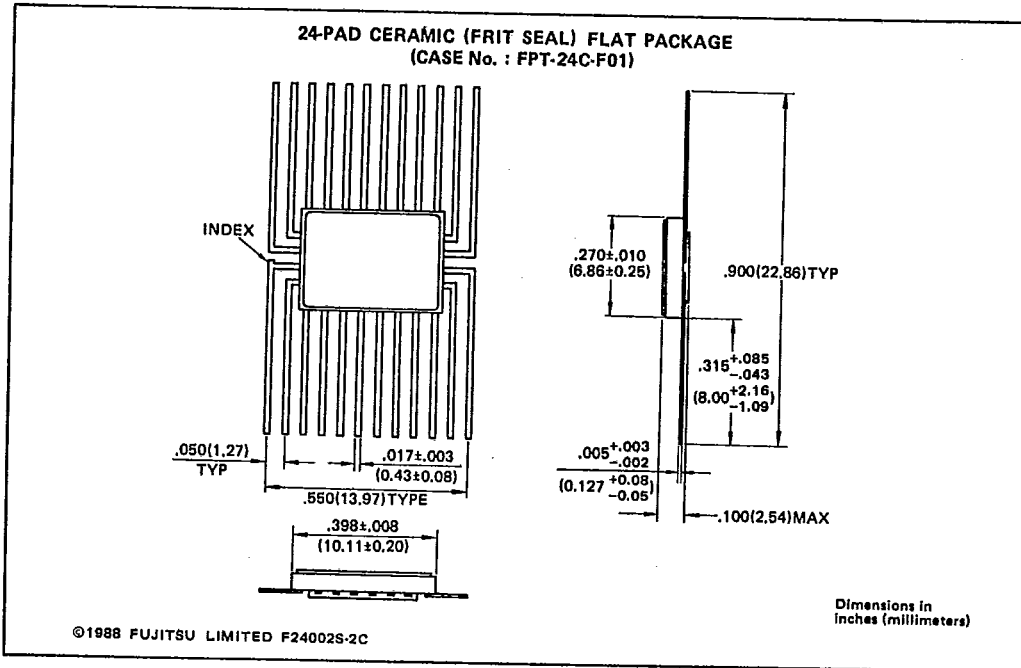 24-PAD CERAMIC (FRIT SEAL) FLAT PACKAGE
(CASE No. : FPT-24C-F01)
INDEX
.270±.010
(6.86±0.25)
.900(22.86)TYP
.315+.085
-.043
(8.00+2.16
-1.09)
.050(1.27)
TYP
.017±.003
(0.43±0.08)
.550(13.97)TYPE
.005+.003
-.002
(0.127+0.08
-0.05)
.100(2.54)MAX
.398±.008
(10.11±0.20)
Dimensions in
inches (millimeters)
©1988 FUJITSU LIMITED F24002S-2C